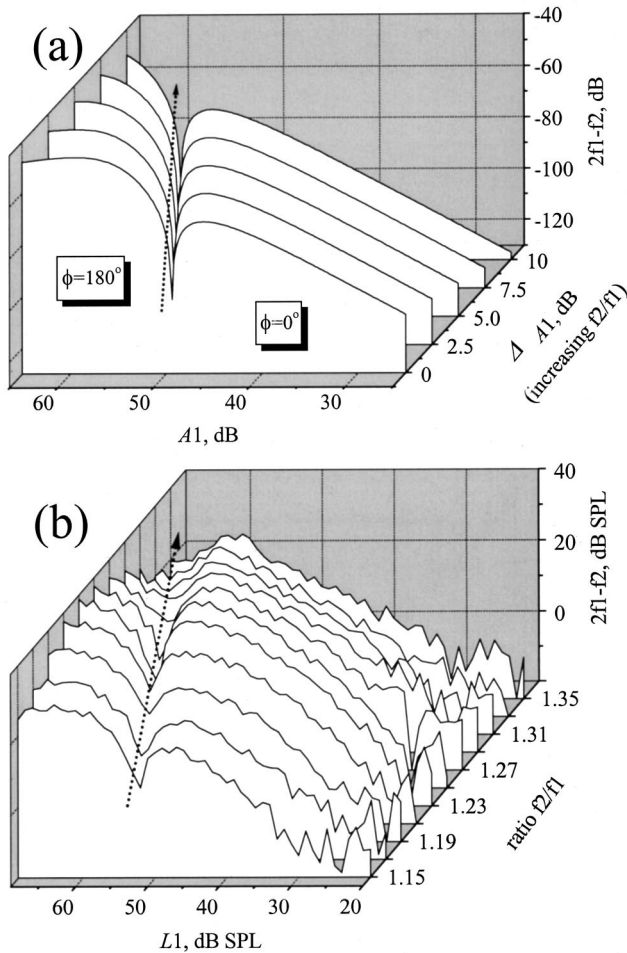 (a)
-40
-60
-80
-100
-120
2f1-f2, dB
ϕ=180°
ϕ=0°
10
7.5
5.0
2.5
0
Δ A1, dB
(increasing f2/f1)
60 50 40 30
A1, dB
(b)
40
20
0
2f1-f2, dB SPL
1.35
1.31
1.27
1.23
1.19
1.15
ratio f2/f1
60 50 40 30 20
L1, dB SPL